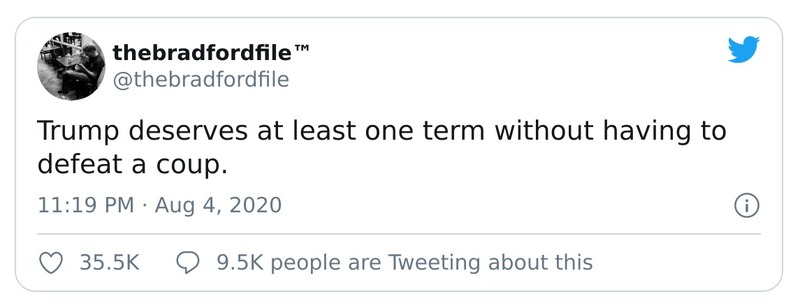 thebradfordfile™
@thebradfordfile
Trump deserves at least one term without having to
defeat a coup.
11:19 PM · Aug 4, 2020
35.5K 9.5K people are Tweeting about this